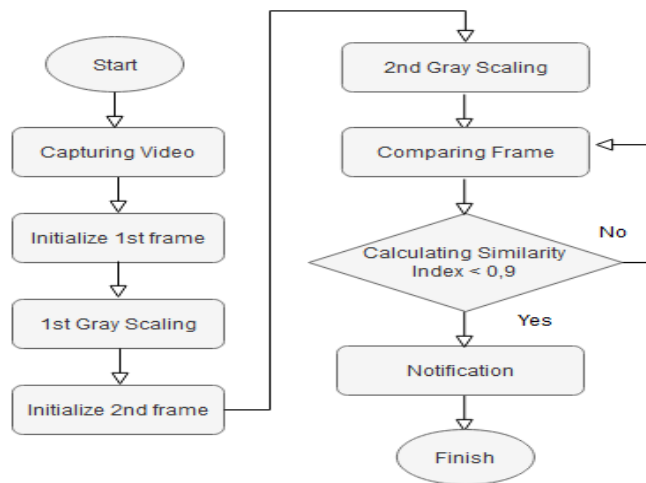 Start
Capturing Video
Initialize 1st frame
1st Gray Scaling
Initialize 2nd frame
2nd Gray Scaling
Comparing Frame
Calculating Similarity
Index < 0,9
No
Yes
Notification
Finish